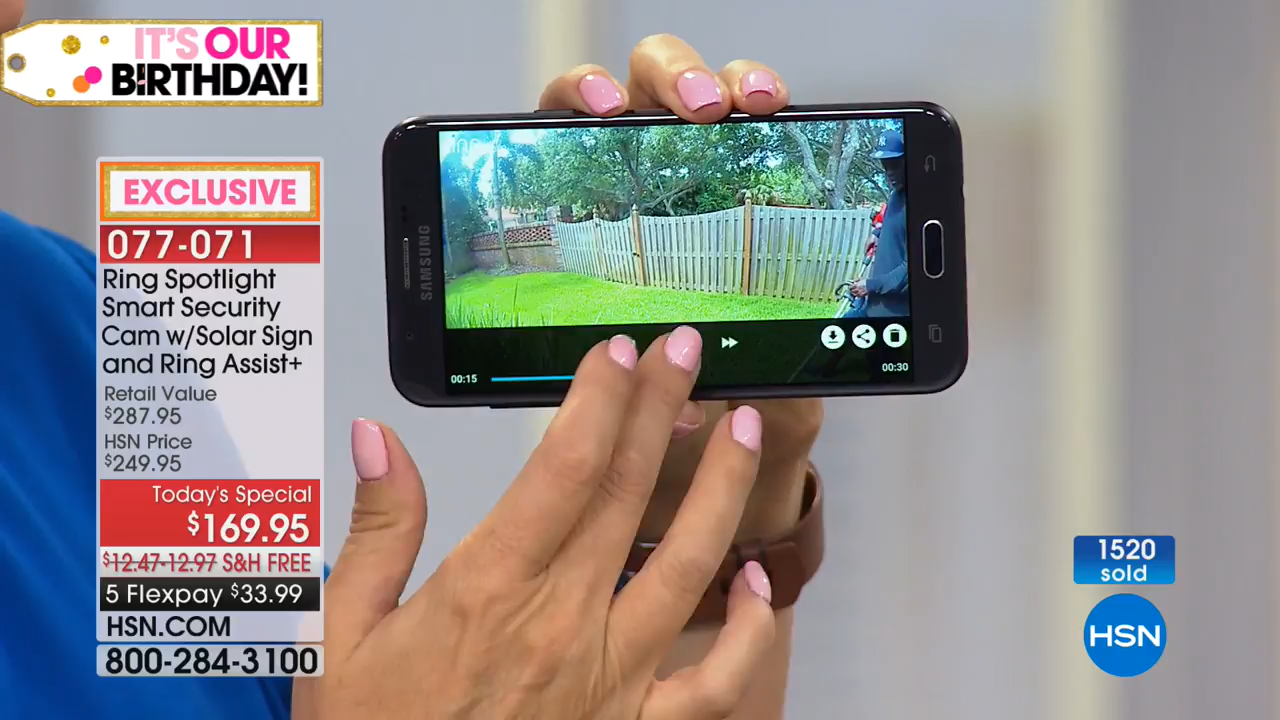 IT'S OUR
BIRTHDAY!
EXCLUSIVE
077-071
Ring Spotlight
Smart Security
Cam w/Solar Sign
and Ring Assist+
Retail Value
$287.95
HSN Price
$249.95
Today's Special
$169.95
$12.47-12.97 S&H FREE
5 Flexpay $33.99
HSN.COM
800-284-3100
SAMSUNG
00:15
00:30
1520
sold
HSN